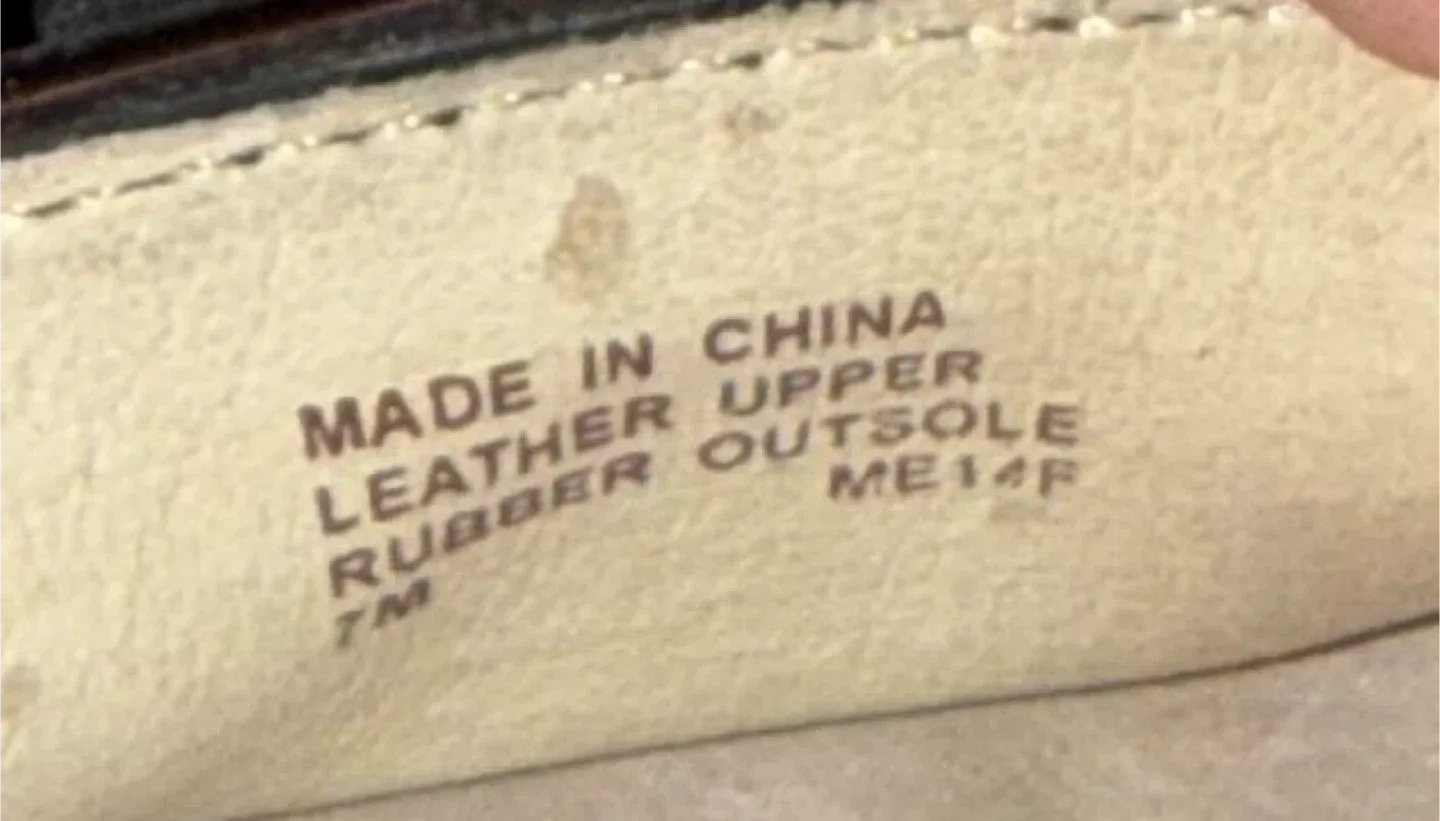 MADE IN CHINA
LEATHER UPPER
RUBBER OUTSOLE
7M ME14F